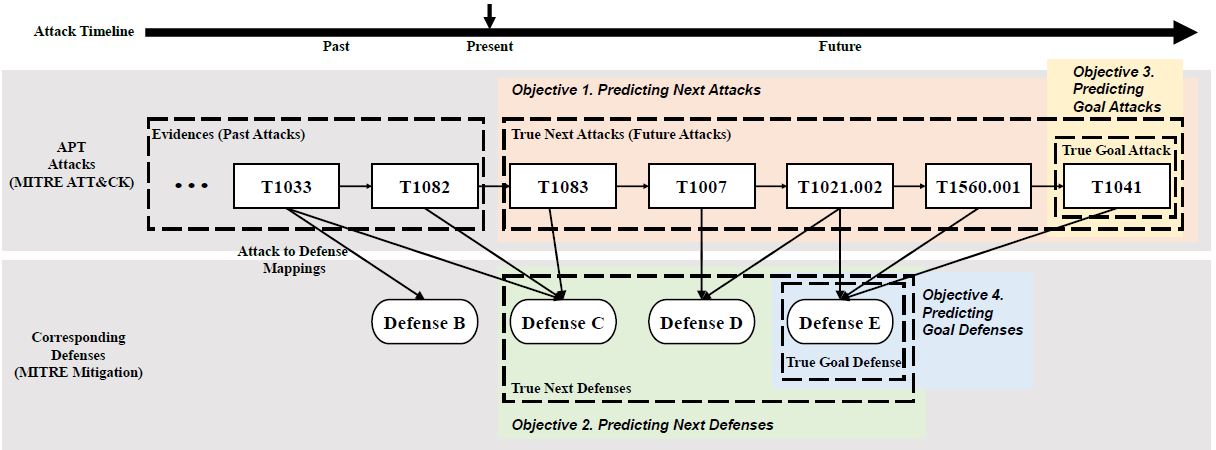 Attack Timeline
Past
Present
Future
Objective 1. Predicting Next Attacks
Objective 3.
Predicting
Goal Attacks
APT
Attacks
(MITRE ATT&CK)
Evidences (Past Attacks)
True Next Attacks (Future Attacks)
True Goal Attack
•••
T1033
T1082
T1083
T1007
T1021.002
T1560.001
T1041
Attack to Defense
Mappings
Corresponding
Defenses
(MITRE Mitigation)
Defense B
Defense C
Defense D
Defense E
Objective 4.
Predicting
Goal Defenses
True Goal Defense
True Next Defenses
Objective 2. Predicting Next Defenses